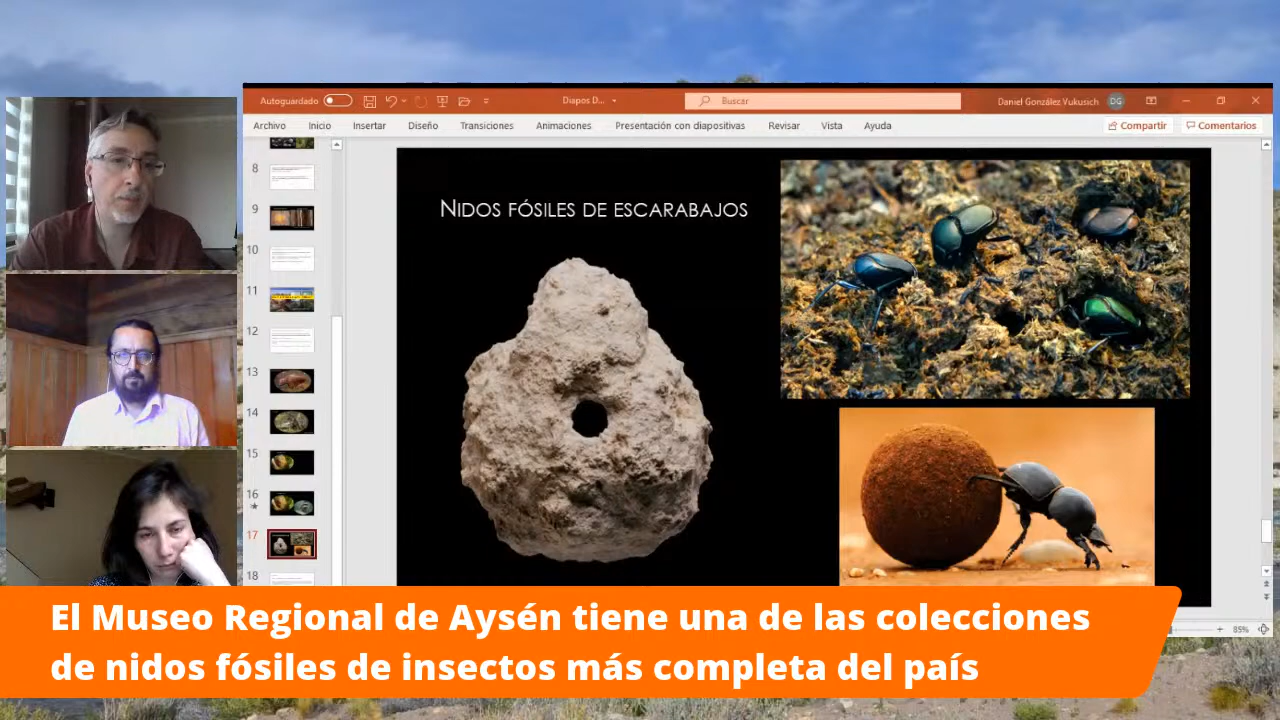 Autoguardado
Diapos D...
Buscar
Daniel González Vukusich
DG
Archivo
Inicio
Insertar
Diseño
Transiciones
Animaciones
Presentación con diapositivas
Revisar
Vista
Ayuda
Compartir
Comentarios
8
9
10
11
12
13
14
15
16
17
18
NIDOS FÓSILES DE ESCARABAJOS
85%
El Museo Regional de Aysén tiene una de las colecciones
de nidos fósiles de insectos más completa del país